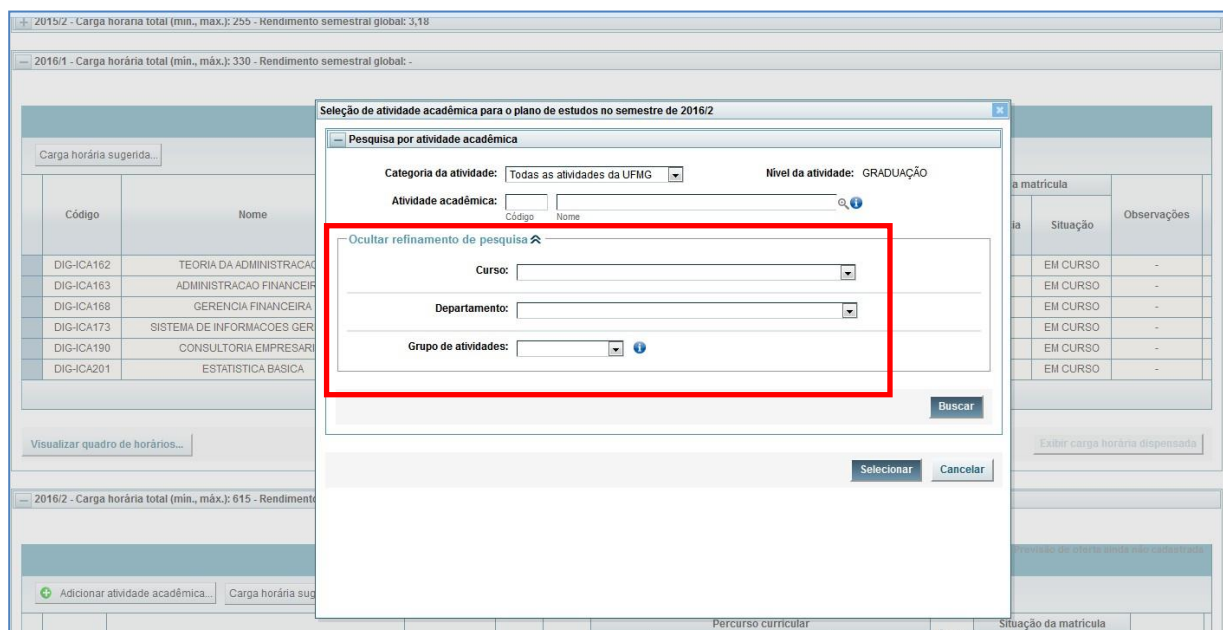 2015/2 - Carga horária total (mín., máx.): 255 - Rendimento semestral global: 3,18
2016/1 - Carga horária total (mín., máx.): 330 - Rendimento semestral global: -
Seleção de atividade acadêmica para o plano de estudos no semestre de 2016/2
Pesquisa por atividade acadêmica
Carga horária sugerida...
Categoria da atividade: Todas as atividades da UFMG Nível da atividade: GRADUAÇÃO
a matrícula
Atividade acadêmica:
Código Nome
Código Nome Situação Observações
Ocultar refinamento de pesquisa
Curso:
DIG-ICA162 TEORIA DA ADMINISTRACAO EM CURSO -
DIG-ICA163 ADMINISTRACAO FINANCEIR EM CURSO -
DIG-ICA168 GERENCIA FINANCEIRA EM CURSO -
Departamento:
DIG-ICA173 SISTEMA DE INFORMACOES GER EM CURSO -
DIG-ICA190 CONSULTORIA EMPRESARI EM CURSO -
Grupo de atividades:
DIG-ICA201 ESTATISTICA BASICA EM CURSO -
Buscar
Visualizar quadro de horários... Exibir carga horária dispensada
Selecionar Cancelar
2016/2 - Carga horária total (mín., máx.): 615 - Rendimento
Previsão de oferta ainda não cadastrada
Adicionar atividade acadêmica... Carga horária sug
Percurso curricular Situação da matrícula